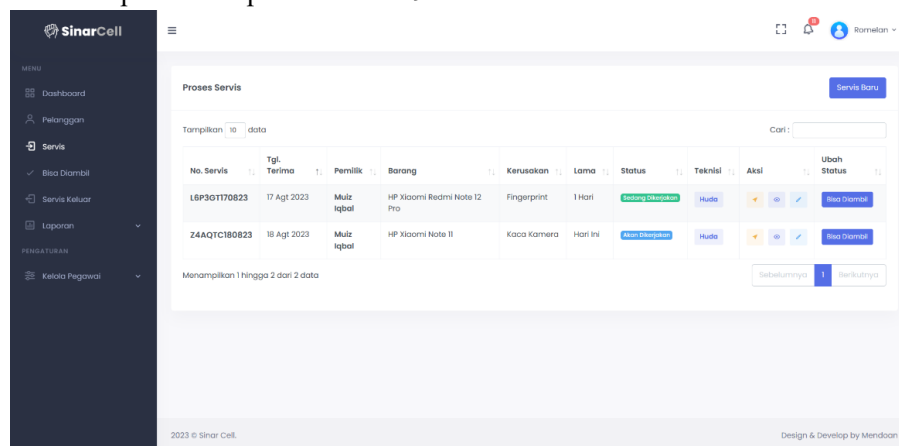 SinarCell
Romelan
MENU
Dashboard
Pelanggan
Servis
Bisa Diambil
Servis Keluar
Laporan
PENGATURAN
Kelola Pegawai
Proses Servis
Servis Baru
Tampilkan 10 data
Cari :
No. Servis Tgl. Terima Pemilik Barang Kerusakan Lama Status Teknisi Aksi Ubah Status
L6P3GT170823 17 Agt 2023 Muiz Iqbal HP Xiaomi Redmi Note 12 Pro Fingerprint 1 Hari Sedang Dikerjakan Huda Bisa Diambil
Z4AQTC180823 18 Agt 2023 Muiz Iqbal HP Xiaomi Note 11 Kaca Kamera Hari Ini Akan Dikerjakan Huda Bisa Diambil
Menampilkan 1 hingga 2 dari 2 data
Sebelumnya 1 Berikutnya
2023 © Sinar Cell.
Design & Develop by Mendoan